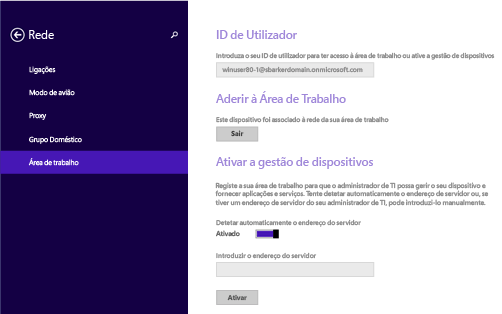 Rede
Ligações
Modo de avião
Proxy
Grupo Doméstico
Área de trabalho
ID de Utilizador
Introduza o seu ID de utilizador para ter acesso à área de trabalho ou ative a gestão de dispositivos
winuser80-1@sbarkerdomain.onmicrosoft.com
Aderir à Área de Trabalho
Este dispositivo foi associado à rede da sua área de trabalho
Sair
Ativar a gestão de dispositivos
Registe a sua área de trabalho para que o administrador de TI possa gerir o seu dispositivo e
fornecer aplicações e serviços. Tente detetar automaticamente o endereço do servidor ou, se
tiver um endereço de servidor do seu administrador de TI, pode introduzi-lo manualmente.
Detetar automaticamente o endereço do servidor
Ativado
Introduzir o endereço do servidor
Ativar